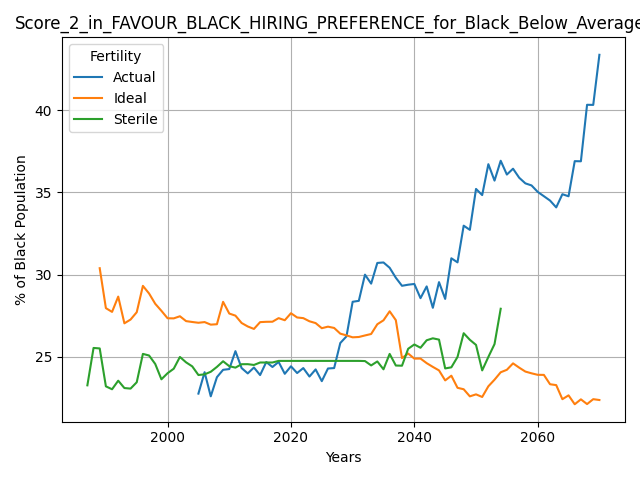 Score_2_in_FAVOUR_BLACK_HIRING_PREFERENCE_for_Black_Below_Average
Fertility
Actual
Ideal
Sterile
% of Black Population
40
35
30
25
2000
2020
2040
2060
Years